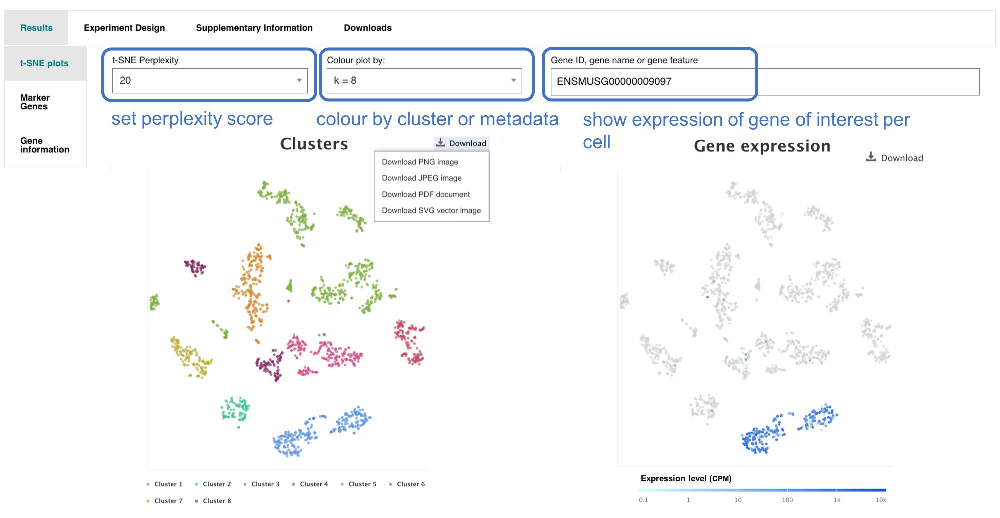 Results
Experiment Design
Supplementary Information
Downloads
t-SNE plots
Marker
Genes
Gene
information
t-SNE Perplexity
20
Colour plot by:
k = 8
Gene ID, gene name or gene feature
ENSMUSG00000009097
set perplexity score
colour by cluster or metadata
show expression of gene of interest per
cell
Clusters
Download
Download PNG image
Download JPEG image
Download PDF document
Download SVG vector image
Gene expression
Download
Cluster 1
Cluster 2
Cluster 3
Cluster 4
Cluster 5
Cluster 6
Cluster 7
Cluster 8
Expression level (CPM)
0.1
1
10
100
1k
10k